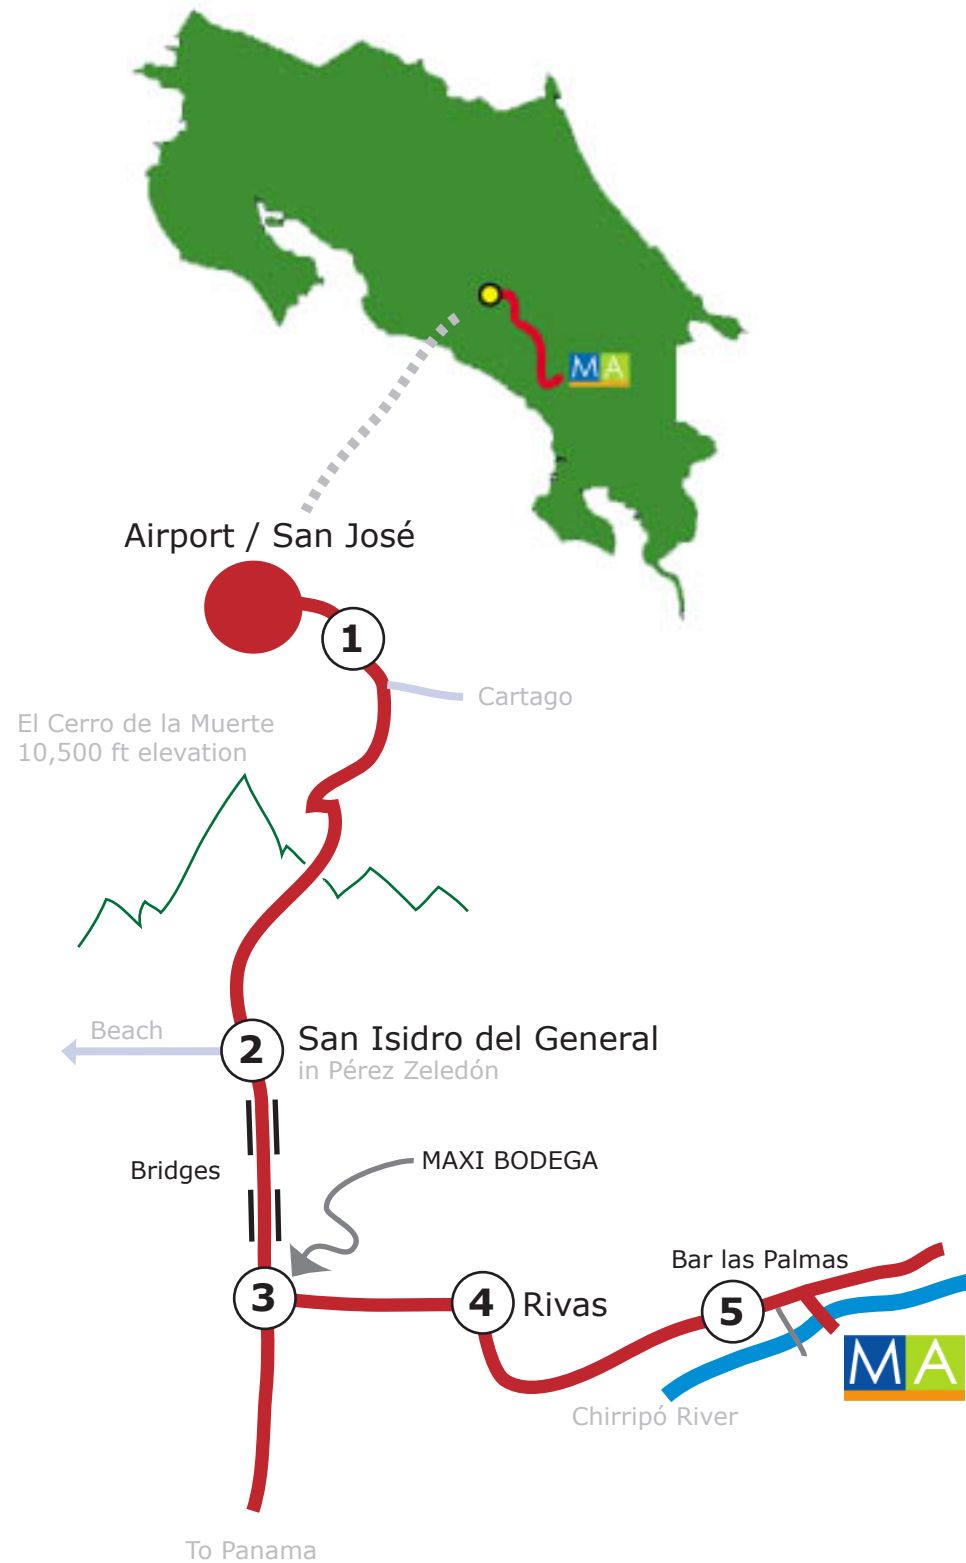 MA
Airport / San José
1
Cartago
El Cerro de la Muerte
10,500 ft elevation
Beach
2
San Isidro del General
in Pérez Zeledón
Bridges
MAXI BODEGA
3
4
Rivas
Bar las Palmas
5
MA
Chirripó River
To Panama